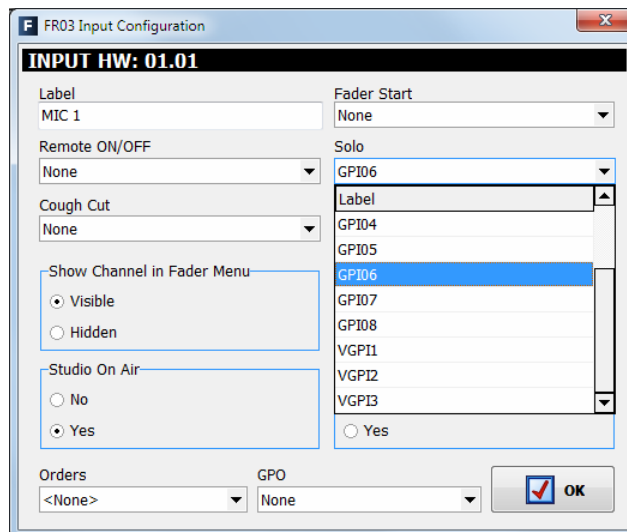 F FR03 Input Configuration
INPUT HW: 01.01
Label
MIC 1
Fader Start
None
Remote ON/OFF
None
Solo
GPI06
Cough Cut
None
Label
GPI04
GPI05
GPI06
GPI07
GPI08
VGPI1
VGPI2
VGPI3
Show Channel in Fader Menu
Visible
Hidden
Studio On Air
No
Yes
Yes
Orders
<None>
GPO
None
OK